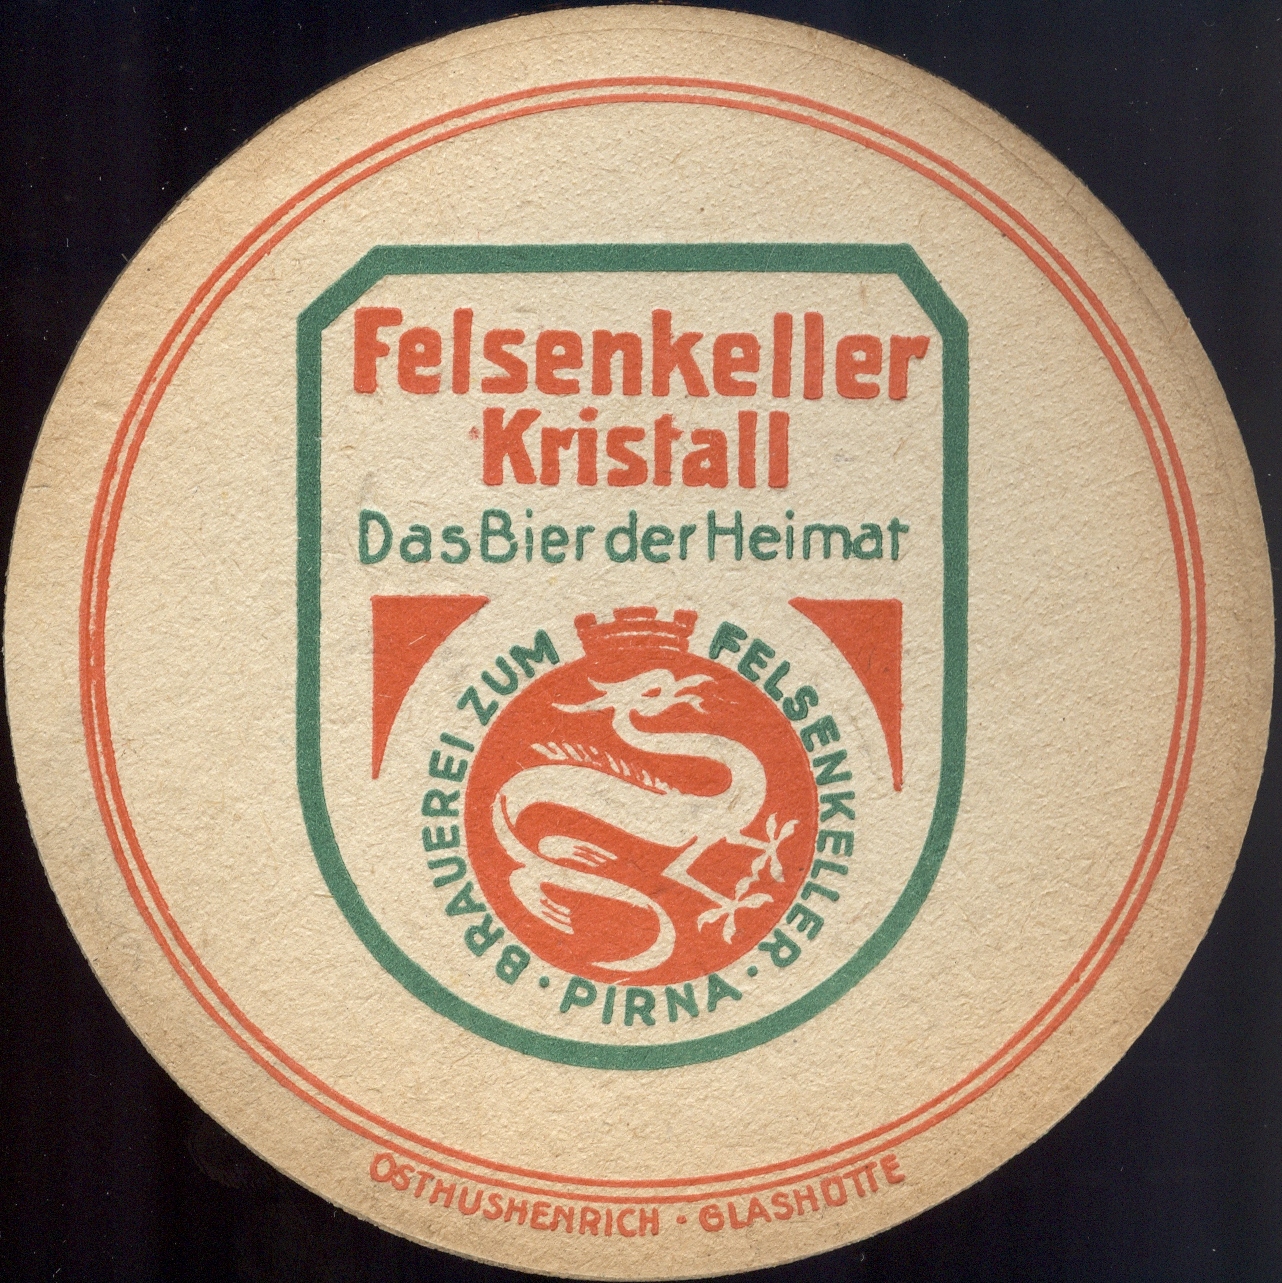 Felsenkeller
Kristall
Das Bier der Heimat
BRAUEREI ZUM FELSENKELLER · PIRNA ·
OSTHUSHENRICH · GLASHÜTTE